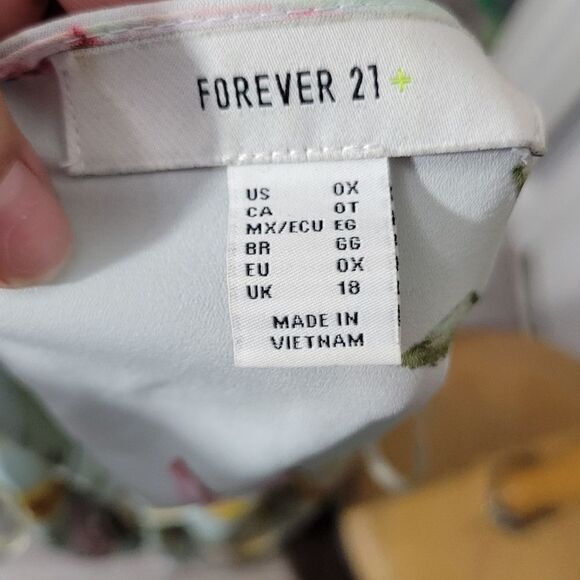 FOREVER 21+
US 0X
CA 0T
MX/ECU EG
BR GG
EU 0X
UK 18
MADE IN
VIETNAM